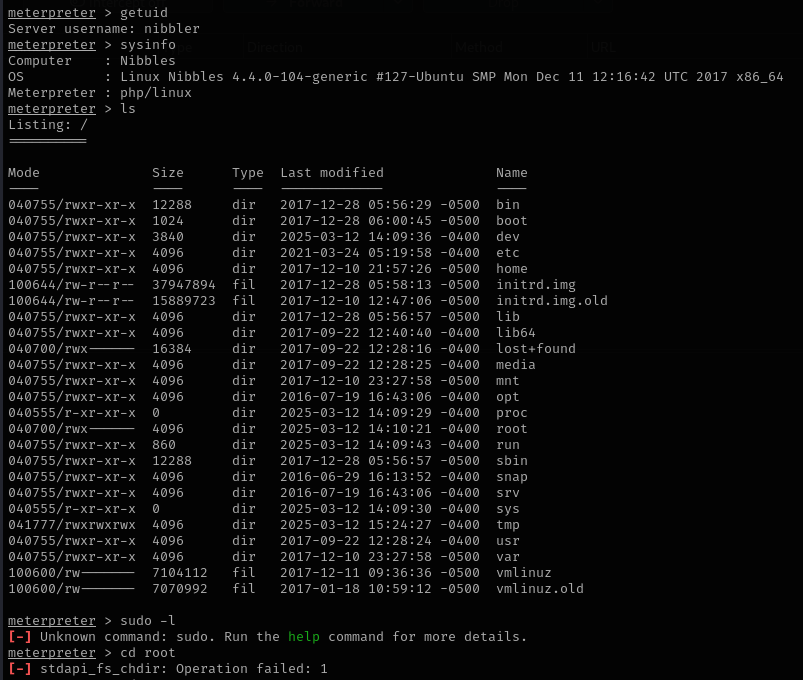 meterpreter > getuid
Server username: nibbler
meterpreter > sysinfo
Computer    : Nibbles
OS          : Linux Nibbles 4.4.0-104-generic #127-Ubuntu SMP Mon Dec 11 12:16:42 UTC 2017 x86_64
Meterpreter : php/linux
meterpreter > ls
Listing: /
==========
Mode              Size      Type  Last modified              Name
----              ----      ----  -------------              ----
040755/rwxr-xr-x  12288     dir   2017-12-28 05:56:29 -0500  bin
040755/rwxr-xr-x  1024      dir   2017-12-28 06:00:45 -0500  boot
040755/rwxr-xr-x  3840      dir   2025-03-12 14:09:36 -0400  dev
040755/rwxr-xr-x  4096      dir   2021-03-24 05:19:58 -0400  etc
040755/rwxr-xr-x  4096      dir   2017-12-10 21:57:26 -0500  home
100644/rw-r--r--  37947894  fil   2017-12-28 05:58:13 -0500  initrd.img
100644/rw-r--r--  15889723  fil   2017-12-10 12:47:06 -0500  initrd.img.old
040755/rwxr-xr-x  4096      dir   2017-12-28 05:56:57 -0500  lib
040755/rwxr-xr-x  4096      dir   2017-09-22 12:40:40 -0400  lib64
040700/rwx------  16384     dir   2017-09-22 12:28:16 -0400  lost+found
040755/rwxr-xr-x  4096      dir   2017-09-22 12:28:25 -0400  media
040755/rwxr-xr-x  4096      dir   2017-12-10 23:27:58 -0500  mnt
040755/rwxr-xr-x  4096      dir   2016-07-19 16:43:06 -0400  opt
040555/r-xr-xr-x  0         dir   2025-03-12 14:09:29 -0400  proc
040700/rwx------  4096      dir   2025-03-12 14:10:21 -0400  root
040755/rwxr-xr-x  860       dir   2025-03-12 14:09:43 -0400  run
040755/rwxr-xr-x  12288     dir   2017-12-28 05:56:57 -0500  sbin
040755/rwxr-xr-x  4096      dir   2016-06-29 16:13:52 -0400  snap
040755/rwxr-xr-x  4096      dir   2016-07-19 16:43:06 -0400  srv
040555/r-xr-xr-x  0         dir   2025-03-12 14:09:30 -0400  sys
041777/rwxrwxrwx  4096      dir   2025-03-12 15:24:27 -0400  tmp
040755/rwxr-xr-x  4096      dir   2017-09-22 12:28:24 -0400  usr
040755/rwxr-xr-x  4096      dir   2017-12-10 23:27:58 -0500  var
100600/rw-------  7104112   fil   2017-12-11 09:36:36 -0500  vmlinuz
100600/rw-------  7070992   fil   2017-01-18 10:59:12 -0500  vmlinuz.old
meterpreter > sudo -l
[-] Unknown command: sudo. Run the help command for more details.
meterpreter > cd root
[-] stdapi_fs_chdir: Operation failed: 1